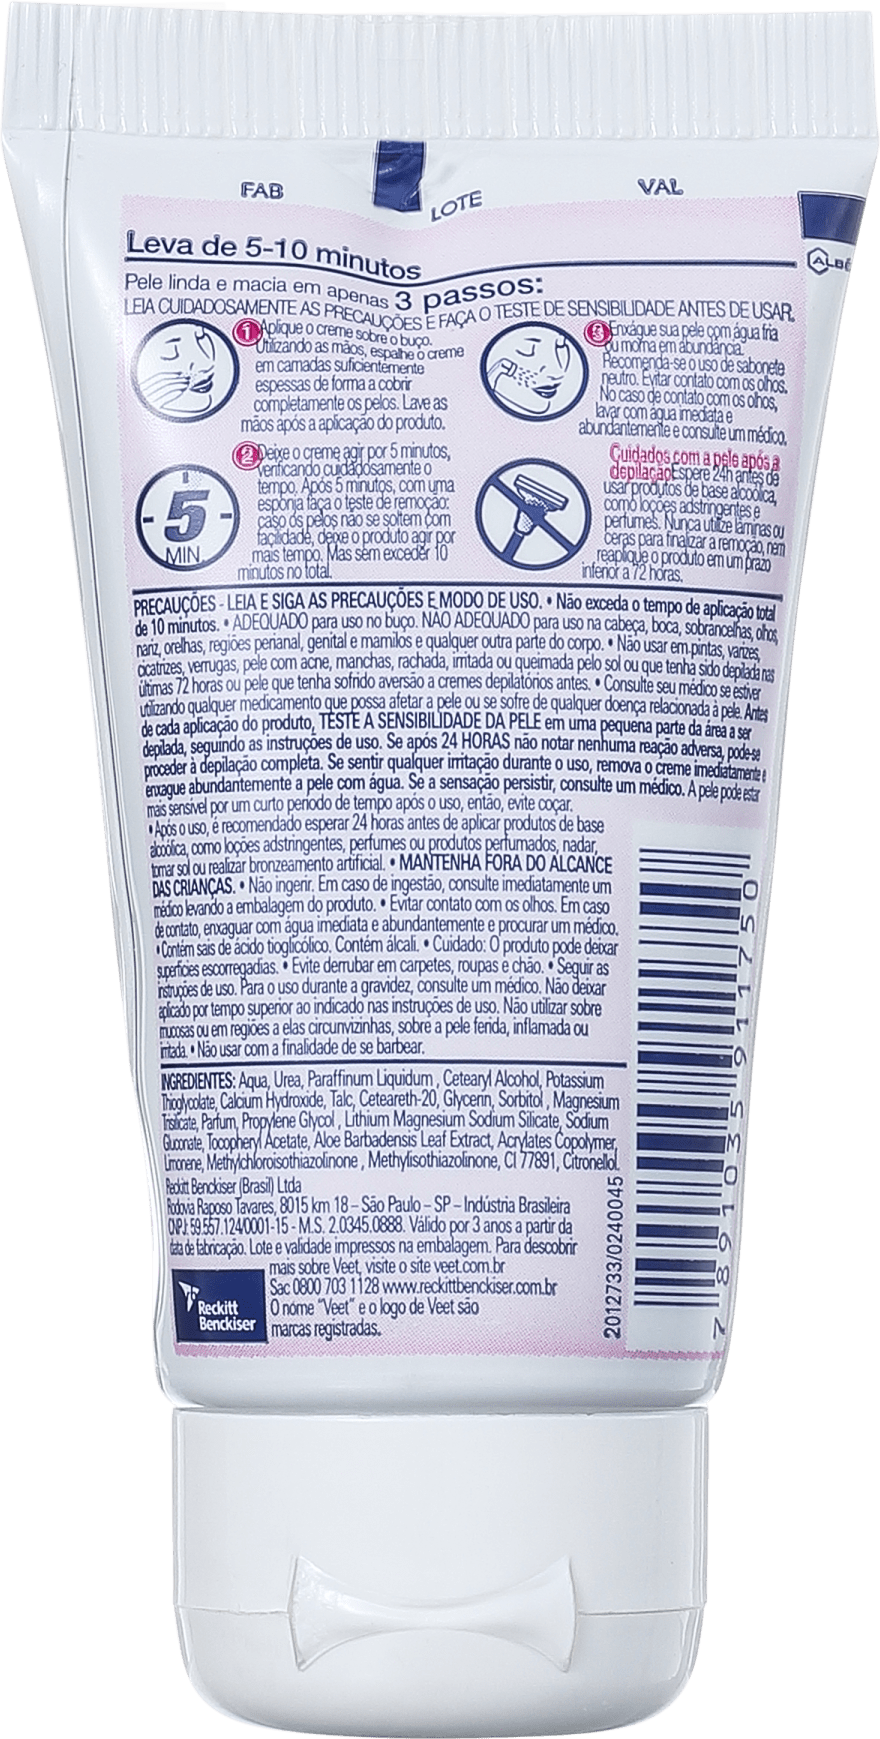 FAB
LOTE
VAL
Leva de 5-10 minutos
Pele linda e macia em apenas 3 passos:
LEIA CUIDADOSAMENTE AS PRECAUÇÕES E FAÇA O TESTE DE SENSIBILIDADE ANTES DE USAR.
1 Aplique o creme sobre o buço.
Utilizando as mãos, espalhe o creme
em camadas suficientemente
espessas de forma a cobrir
completamente os pelos. Lave as
mãos após a aplicação do produto.
2 Deixe o creme agir por 5 minutos,
verificando cuidadosamente o
tempo. Após 5 minutos, com uma
esponja faça o teste de remoção:
caso os pelos não se soltem com
facilidade, deixe o produto agir por
mais tempo. Mas sem exceder 10
minutos no total.
5
MIN.
3 Enxágue sua pele com água fria
ou morna em abundância.
Recomenda-se o uso de sabonete
neutro. Evitar contato com os olhos.
No caso de contato com os olhos,
lavar com água imediata e
abundantemente e consulte um médico.
Cuidados com a pele após a
depilação Espere 24h antes de
usar produtos de base alcoólica,
como loções adstringentes e
perfumes. Nunca utilize lâminas ou
ceras para finalizar a remoção, nem
reaplique o produto em um prazo
inferior a 72 horas.
PRECAUÇÕES - LEIA E SIGA AS PRECAUÇÕES E MODO DE USO. • Não exceda o tempo de aplicação total
de 10 minutos. • ADEQUADO para uso no buço. NÃO ADEQUADO para uso na cabeça, boca, sobrancelhas, olhos,
nariz, orelhas, regiões perianal, genital e mamilos e qualquer outra parte do corpo. • Não usar em pintas, varizes,
cicatrizes, verrugas, pele com acne, manchas, rachada, irritada ou queimada pelo sol ou que tenha sido depilada nas
últimas 72 horas ou pele que tenha sofrido aversão a cremes depilatórios antes. • Consulte seu médico se estiver
utilizando qualquer medicamento que possa afetar a pele ou se sofre de qualquer doença relacionada à pele. Antes
de cada aplicação do produto, TESTE A SENSIBILIDADE DA PELE em uma pequena parte da área a ser
depilada, seguindo as instruções de uso. Se após 24 HORAS não notar nenhuma reação adversa, pode-se
proceder à depilação completa. Se sentir qualquer irritação durante o uso, remova o creme imediatamente e
enxague abundantemente a pele com água. Se a sensação persistir, consulte um médico. A pele pode estar
mais sensível por um curto periodo de tempo após o uso, então, evite coçar.
• Após o uso, é recomendado esperar 24 horas antes de aplicar produtos de base
alcoólica, como loções adstringentes, perfumes ou produtos perfumados, nadar,
tomar sol ou realizar bronzeamento artificial. • MANTENHA FORA DO ALCANCE
DAS CRIANÇAS. • Não ingerir. Em caso de ingestão, consulte imediatamente um
médico levando a embalagem do produto. • Evitar contato com os olhos. Em caso
de contato, enxaguar com água imediata e abundantemente e procurar um médico.
• Contém sais de ácido tioglicólico. Contém álcali. • Cuidado: O produto pode deixar
superfícies escorregadias. • Evite derrubar em carpetes, roupas e chão. • Seguir as
instruções de uso. Para o uso durante a gravidez, consulte um médico. Não deixar
aplicado por tempo superior ao indicado nas instruções de uso. Não utilizar sobre
mucosas ou em regiões a elas circunvizinhas, sobre a pele ferida, inflamada ou
irritada. • Não usar com a finalidade de se barbear.
INGREDIENTES: Aqua, Urea, Paraffinum Liquidum , Cetearyl Alcohol, Potassium
Thioglycolate, Calcium Hydroxide, Talc, Ceteareth-20, Glycerin, Sorbitol , Magnesium
Trisilicate, Parfum, Propylene Glycol , Lithium Magnesium Sodium Silicate, Sodium
Gluconate, Tocopheryl Acetate, Aloe Barbadensis Leaf Extract, Acrylates Copolymer,
Limonene, Methylchloroisothiazolinone , Methylisothiazolinone, CI 77891, Citronellol.
Reckitt Benckiser (Brasil) Ltda
Rodovia Raposo Tavares, 8015 km 18 – São Paulo – SP – Indústria Brasileira
CNPJ: 59.557.124/0001-15 - M.S. 2.0345.0888. Válido por 3 anos a partir da
data de fabricação. Lote e validade impressos na embalagem. Para descobrir
mais sobre Veet, visite o site veet.com.br
Sac 0800 703 1128 www.reckittbenckiser.com.br
O nome "Veet" e o logo de Veet são
marcas registradas.
Reckitt
Benckiser
2012733/0240045
7 891035 911750